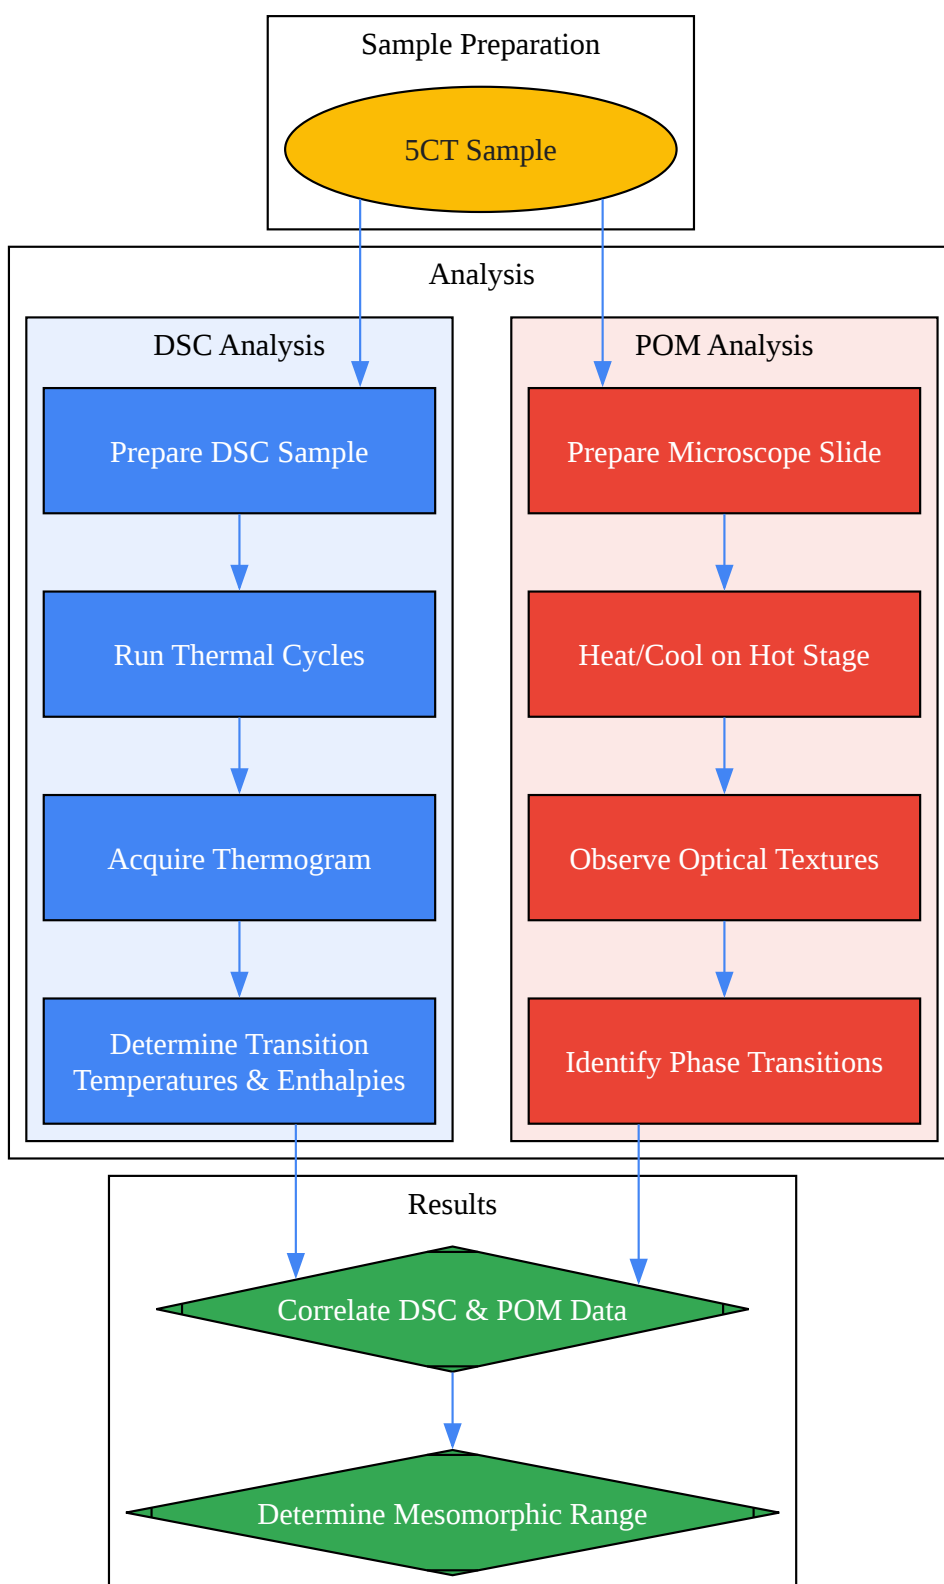 Sample Preparation
5CT Sample
Analysis
DSC Analysis
Prepare DSC Sample
Run Thermal Cycles
Acquire Thermogram
Determine Transition
Temperatures & Enthalpies
POM Analysis
Prepare Microscope Slide
Heat/Cool on Hot Stage
Observe Optical Textures
Identify Phase Transitions
Results
Correlate DSC & POM Data
Determine Mesomorphic Range